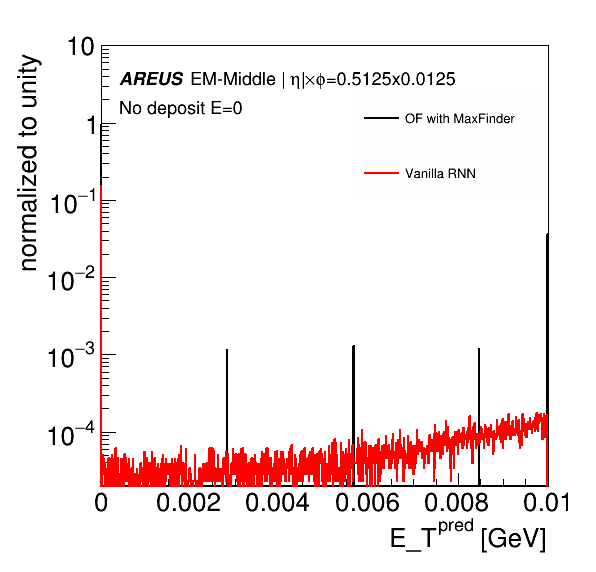 normalized to unity
10
1
10⁻¹
10⁻²
10⁻³
10⁻⁴
AREUS EM-Middle | η|×φ=0.5125x0.0125
No deposit E=0
OF with MaxFinder
Vanilla RNN
0 0.002 0.004 0.006 0.008 0.01
E_T^pred [GeV]